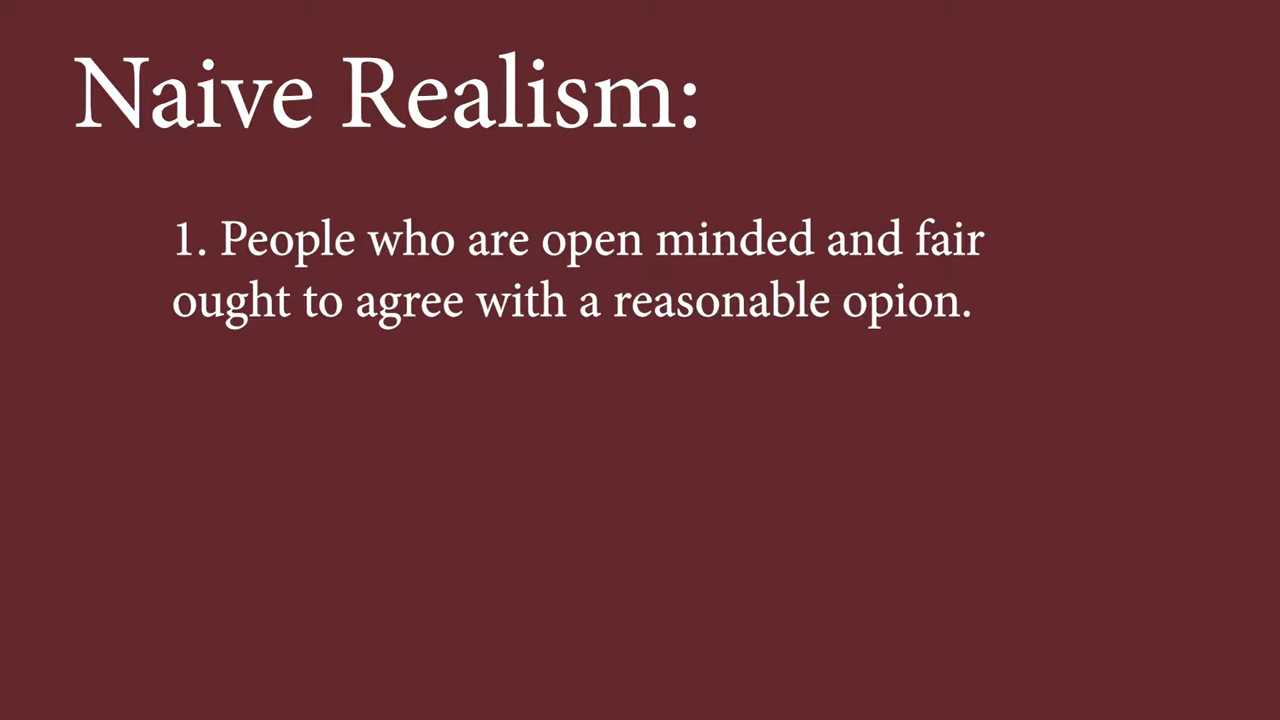 Naive Realism:
1. People who are open minded and fair
ought to agree with a reasonable opion.